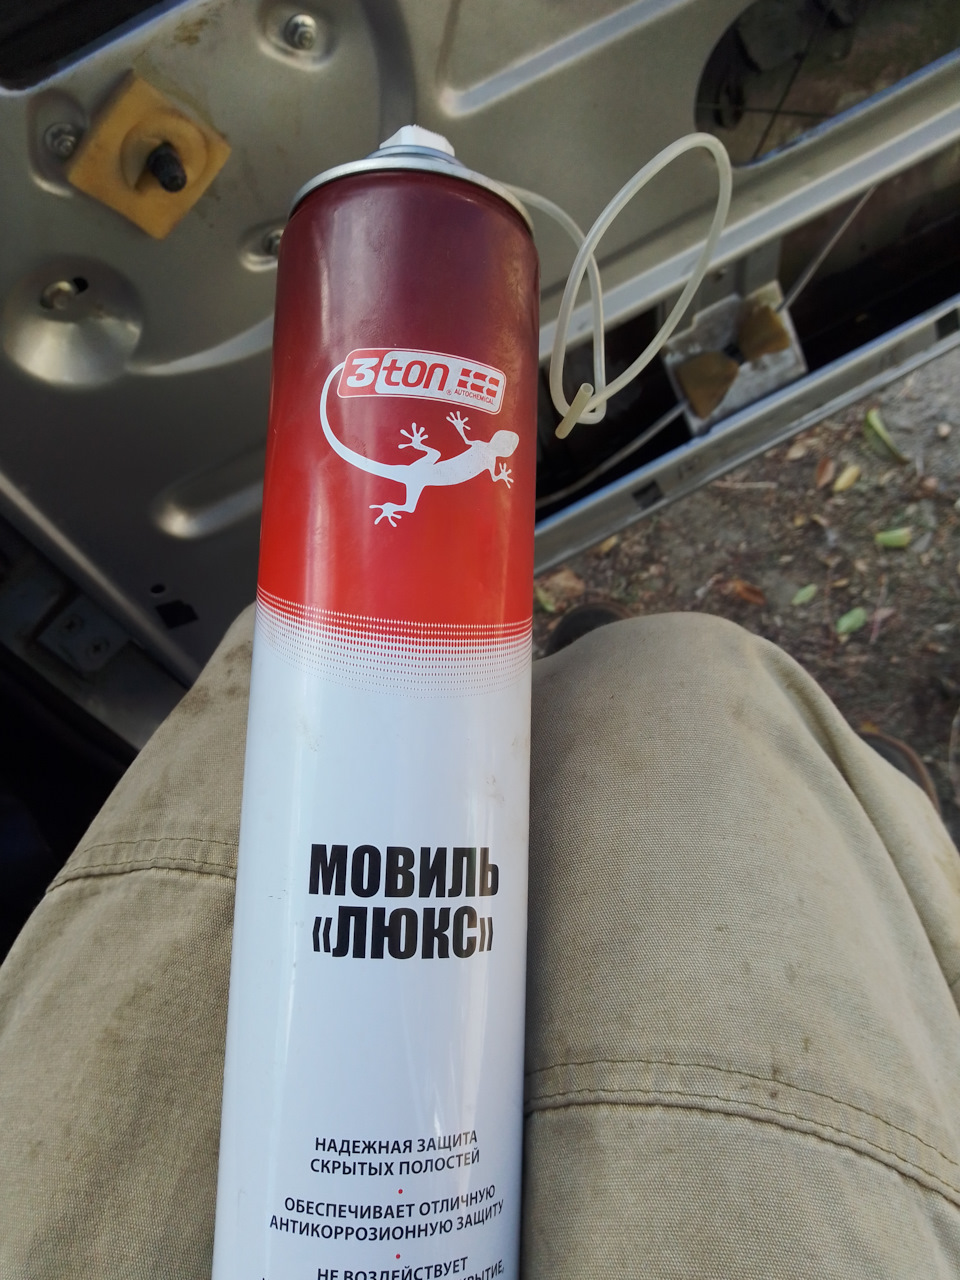 3ton
®
AUTOCHEMICAL
МОВИЛЬ
«ЛЮКС»
НАДЕЖНАЯ ЗАЩИТА
СКРЫТЫХ ПОЛОСТЕЙ
•
ОБЕСПЕЧИВАЕТ ОТЛИЧНУЮ
АНТИКОРРОЗИОННУЮ ЗАЩИТУ
•
НЕ ВОЗДЕЙСТВУЕТ